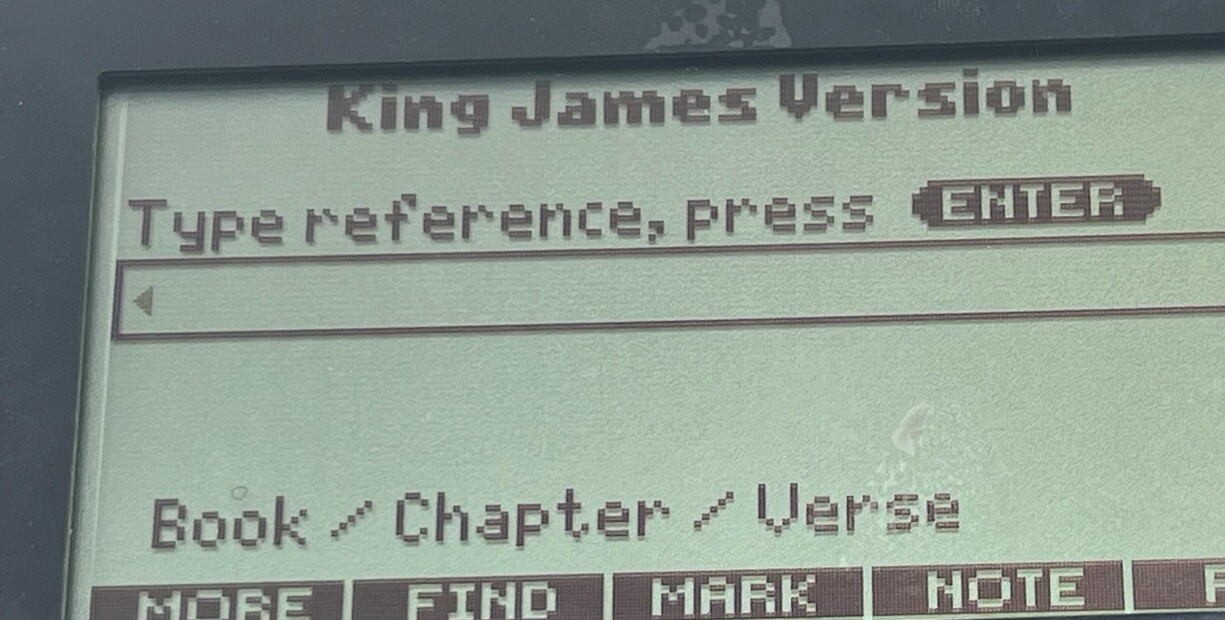 King James Version
Type reference, press ENTER
Book / Chapter / Verse
MORE FIND MARK NOTE